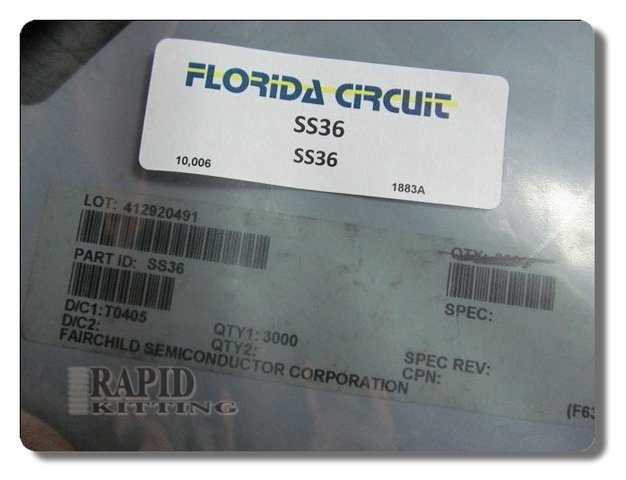 FLORIDA CIRCUIT
SS36
SS36
10,006
1883A
LOT: 412920491
PART ID: SS36
D/C1:T0405
D/C2:
QTY1: 3000
QTY2:
FAIRCHILD SEMICONDUCTOR CORPORATION
QTY:
SPEC:
SPEC REV:
CPN:
(F63
RAPID
KITTING